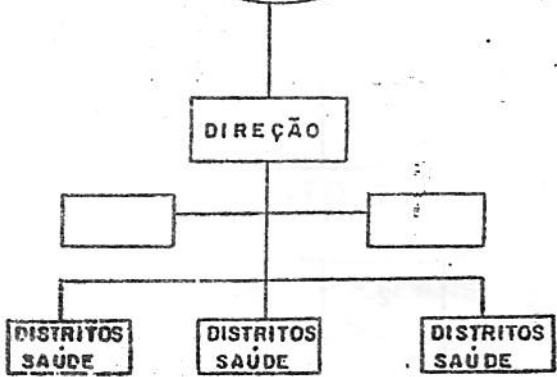 DIREÇÃO
DISTRITOS
SAÚDE
DISTRITOS
SAÚDE
DISTRITOS
SAÚDE